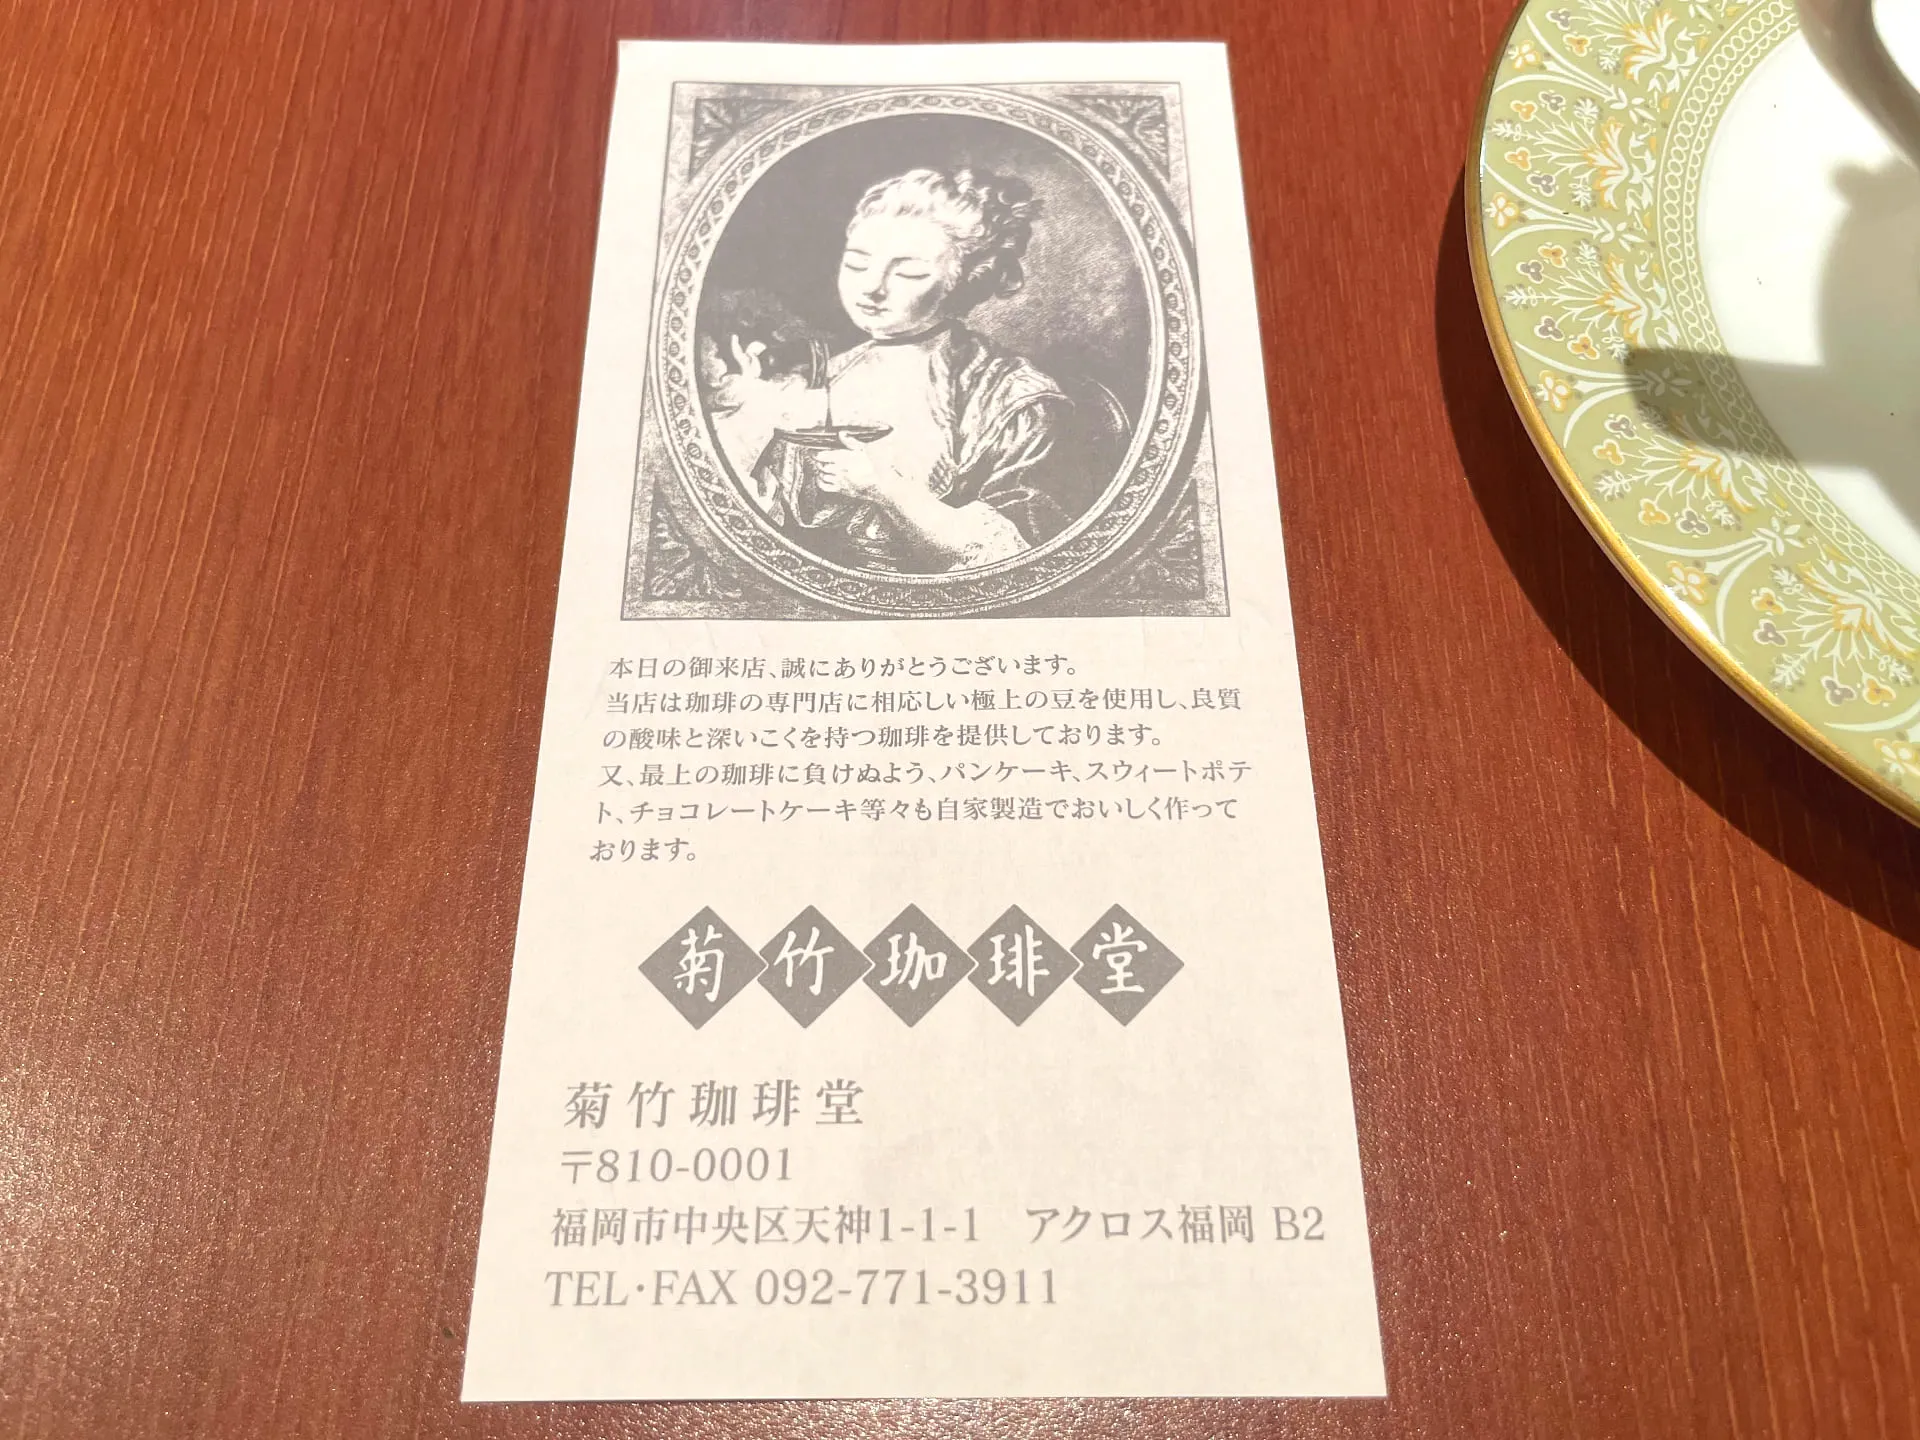 本日の御来店、誠にありがとうございます。
当店は珈琲の専門店に相応しい極上の豆を使用し、良質
の酸味と深いこくを持つ珈琲を提供しております。
又、最上の珈琲に負けぬよう、パンケーキ、スウィートポテ
ト、チョコレートケーキ等々も自家製造でおいしく作って
おります。
菊竹珈琲堂
菊竹珈琲堂
〒810-0001
福岡市中央区天神1-1-1　アクロス福岡 B2
TEL・FAX 092-771-3911